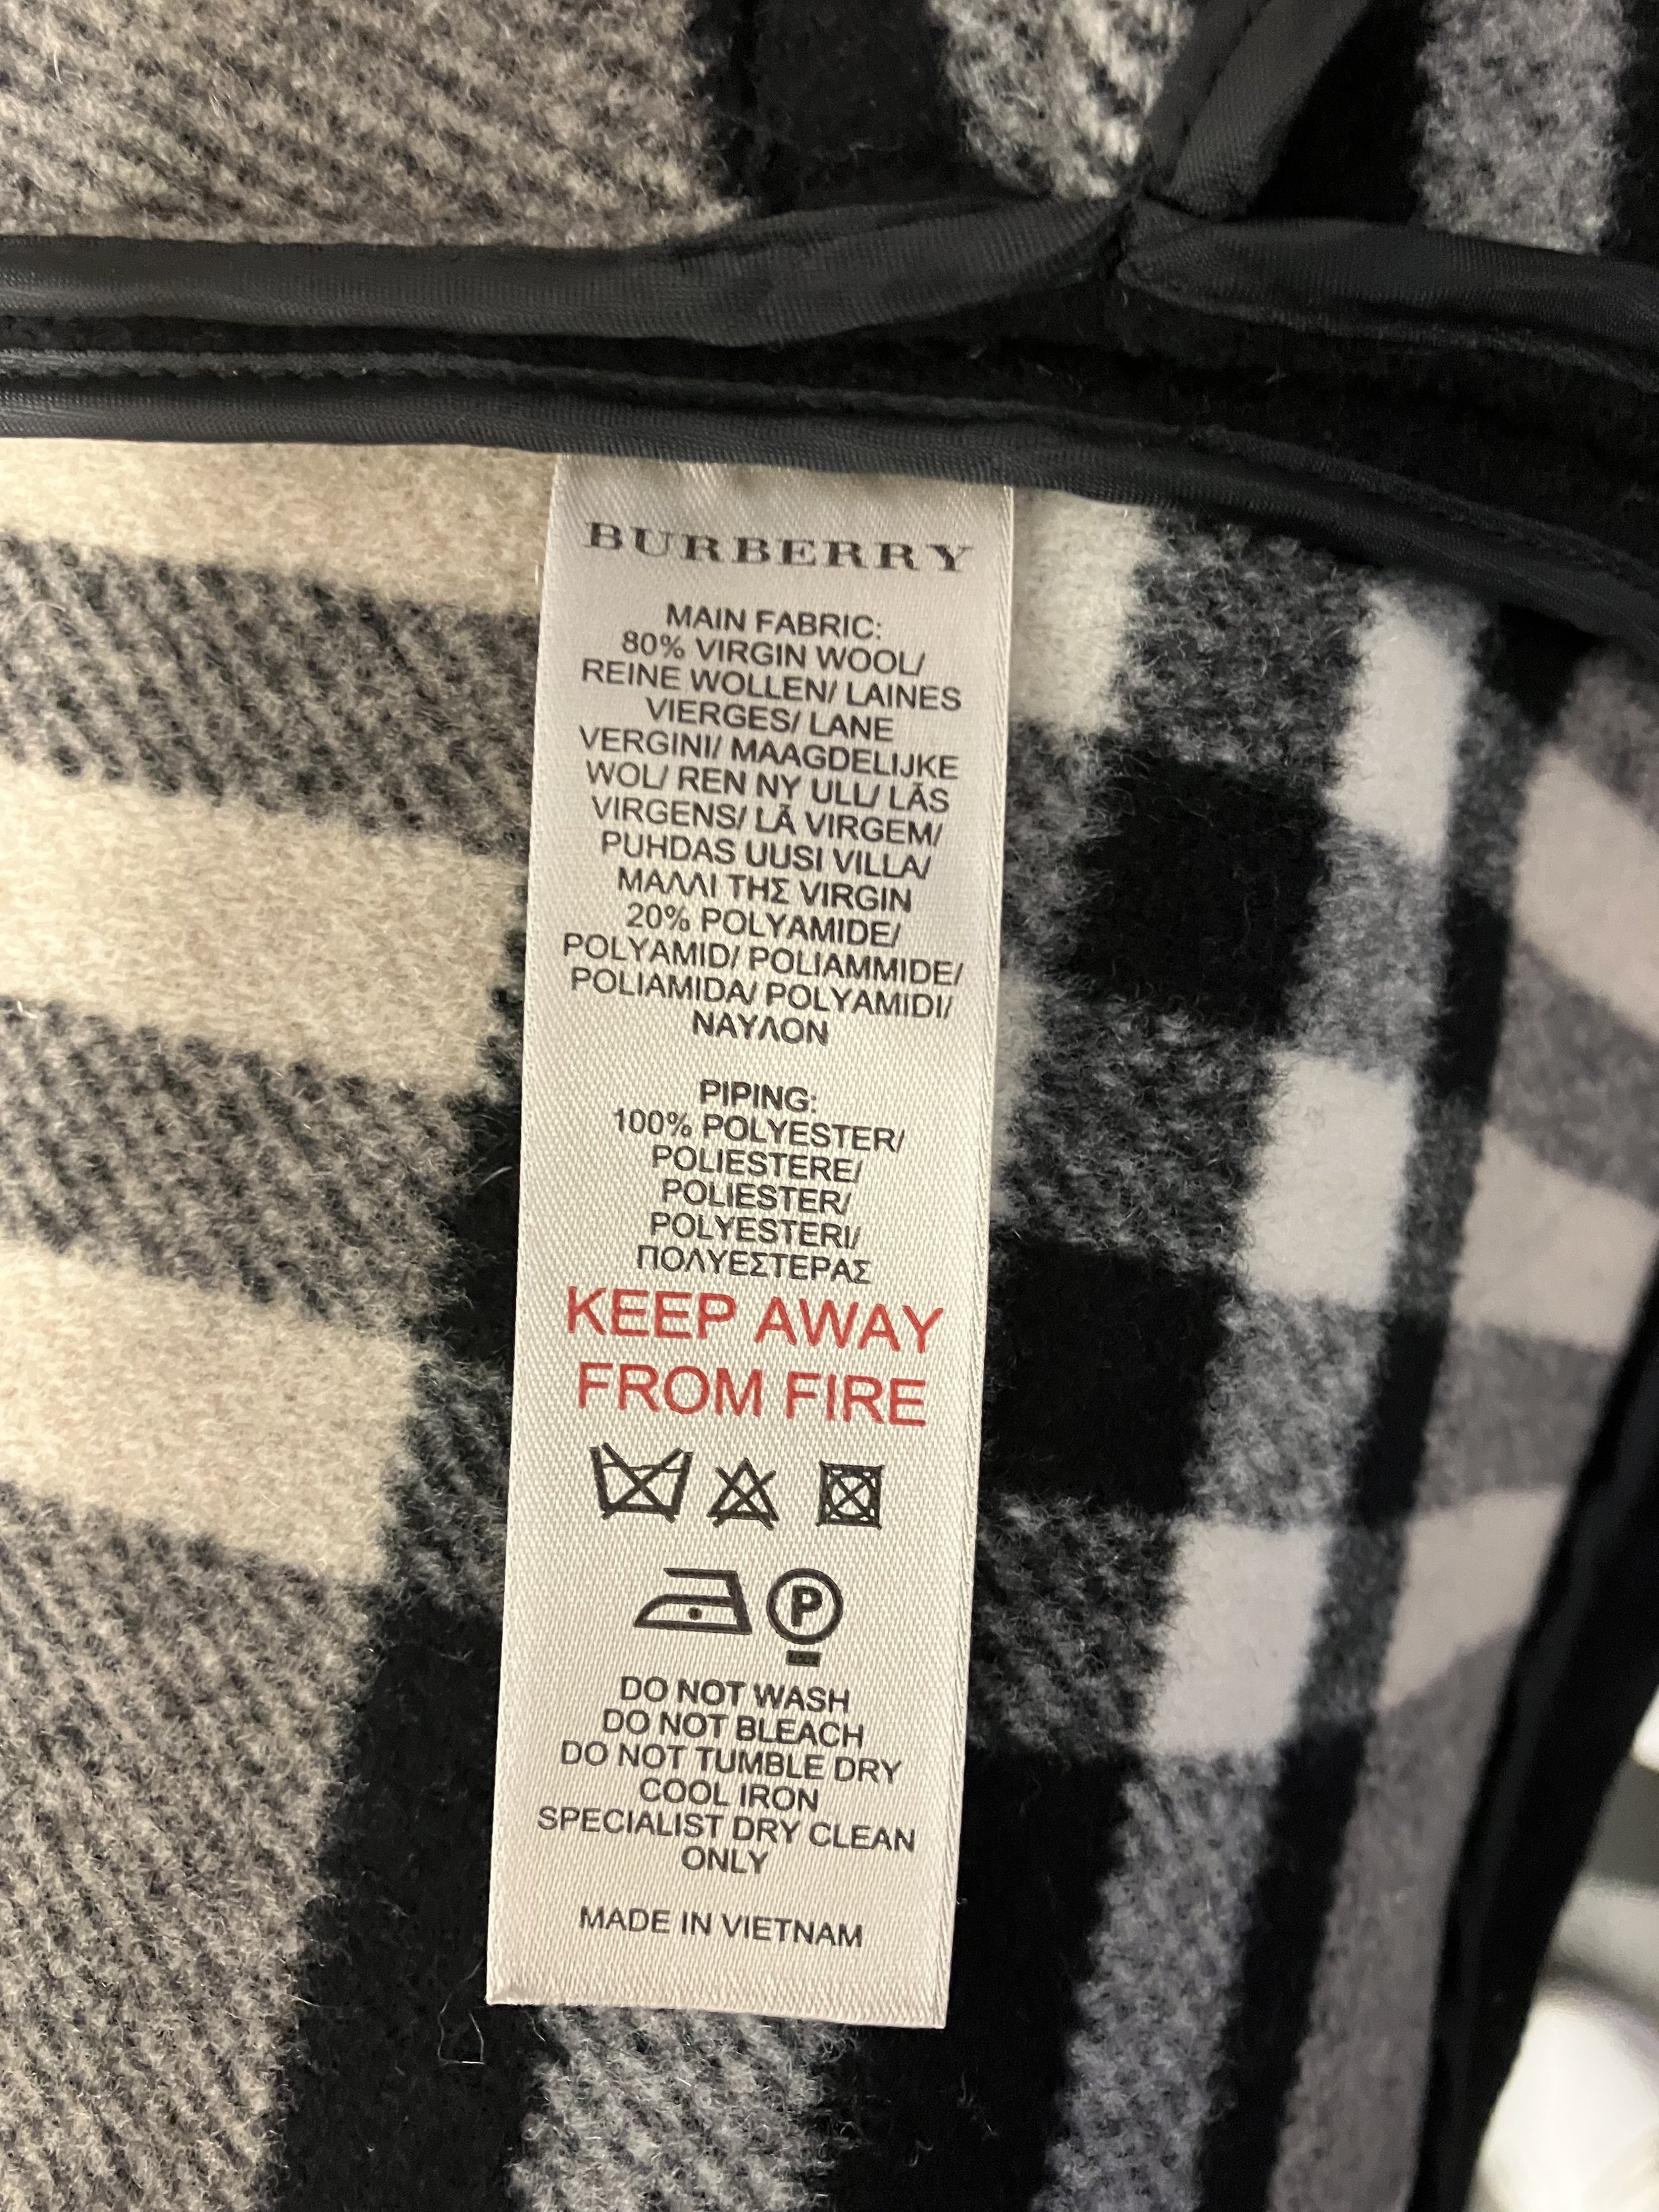 BURBERRY
MAIN FABRIC:
80% VIRGIN WOOL/
REINE WOLLEN/ LAINES
VIERGES/ LANE
VERGINI/ MAAGDELIJKE
WOL/ REN NY ULL/ LÃS
VIRGENS/ LÃ VIRGEM/
PUHDAS UUSI VILLA/
ΜΑΛΛΙ ΤΗΣ VIRGIN
20% POLYAMIDE/
POLYAMID/ POLIAMMIDE/
POLIAMIDA/ POLYAMIDI/
ΝΑΥΛΟΝ
PIPING:
100% POLYESTER/
POLIESTERE/
POLIESTER/
POLYESTERI/
ΠΟΛΥΕΣΤΕΡΑΣ
KEEP AWAY
FROM FIRE
P
DO NOT WASH
DO NOT BLEACH
DO NOT TUMBLE DRY
COOL IRON
SPECIALIST DRY CLEAN
ONLY
MADE IN VIETNAM